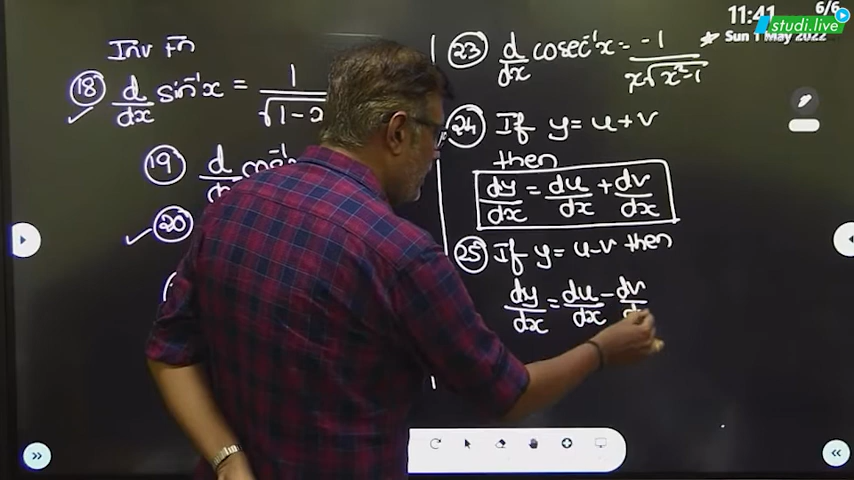 Inv fn
18 d/dx sin⁻¹x = 1/√1-
19 d/ cos⁻¹
20
23 d/dx cosec⁻¹x = -1/x√x²-1
24 If y = u + v
then
dy/dx = du/dx + dv/dx
25 If y = u - v then
dy/dx = du/dx - dv/
11:41
6/6
Sun 1 May 2022
studi.live